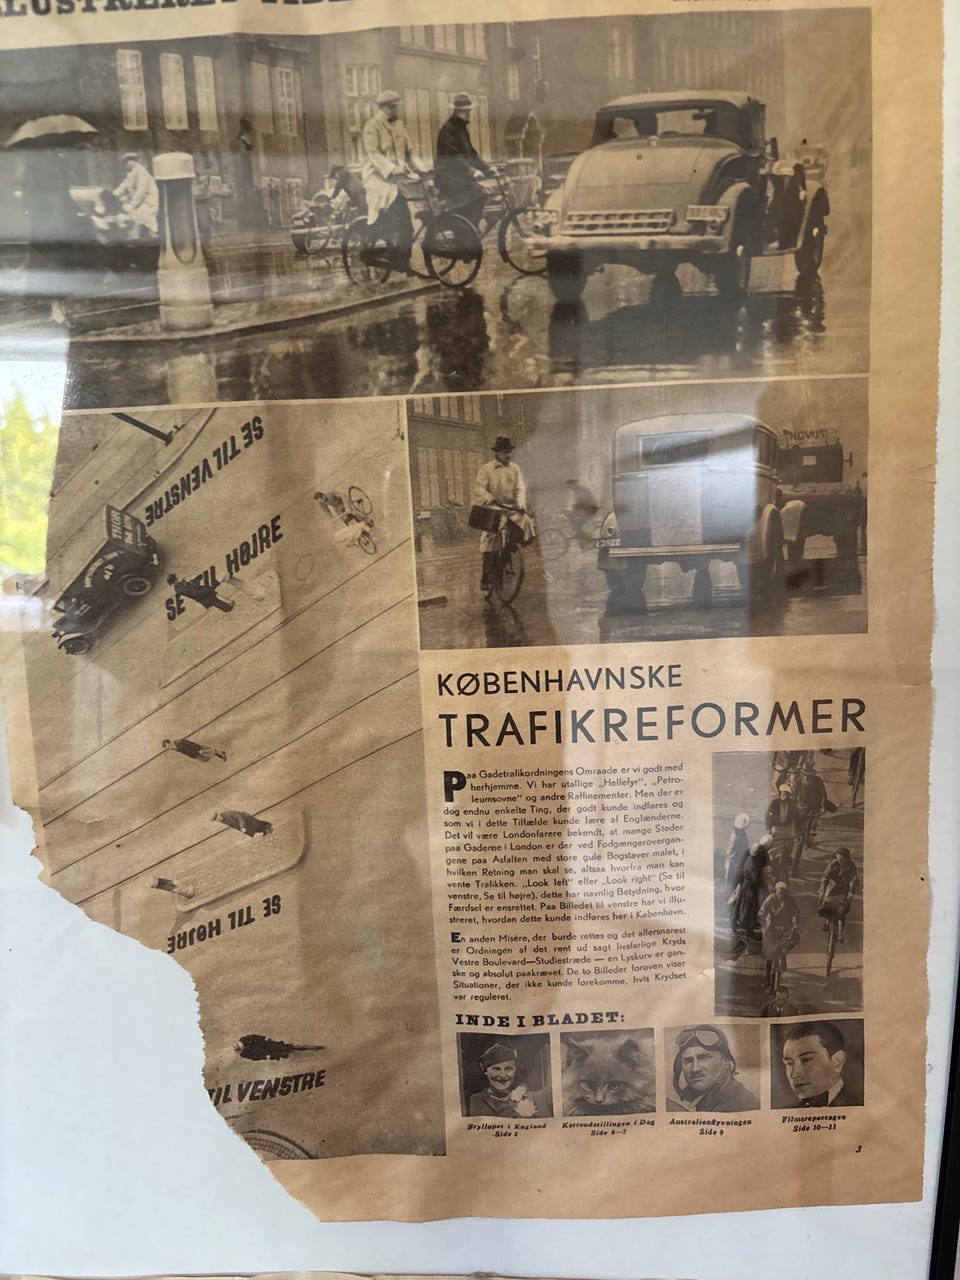 SE TIL VENSTRE
SE TIL HØJRE
SE TIL HØJRE
TIL VENSTRE
NOVUS
KØBENHAVNSKE
TRAFIKREFORMER
Paa Gadetrafikordningens Omraade er vi godt med
herhjemme. Vi har utallige „Hellefyr“, „Petro-
leumsovne“ og andre Raffinementer. Men der er
dog endnu enkelte Ting, der godt kunde indføres og
som vi i dette Tilfælde kunde lære af Englænderne.
Det vil være Londonfarere bekendt, at mange Steder
paa Gaderne i London er der ved Fodgængerovergan-
gene paa Asfalten med store gule Bogstaver malet, i
hvilken Retning man skal se, altsaa hvorfra man kan
vente Trafikken. „Look left“ eller „Look right“ (Se til
venstre, Se til højre), dette har navnlig Betydning, hvor
Færdsel er ensrettet. Paa Billedet til venstre har vi illu-
streret, hvordan dette kunde indføres her i København.
En anden Misère, der burde rettes og det allersnarest
er Ordningen af det rent ud sagt livsfarlige Kryds
Vestre Boulevard—Studiestræde — en Lyskurv er gan-
ske og absolut paakrævet. De to Billeder foroven viser
Situationer, der ikke kunde forekomme, hvis Krydset
var reguleret.
INDE I BLADET:
Bryllupet i England
Side 5
Katteudstillingen i Dag
Side 6—7
Australienflyvningen
Side 9
Filmsreportagen
Side 10—11
3